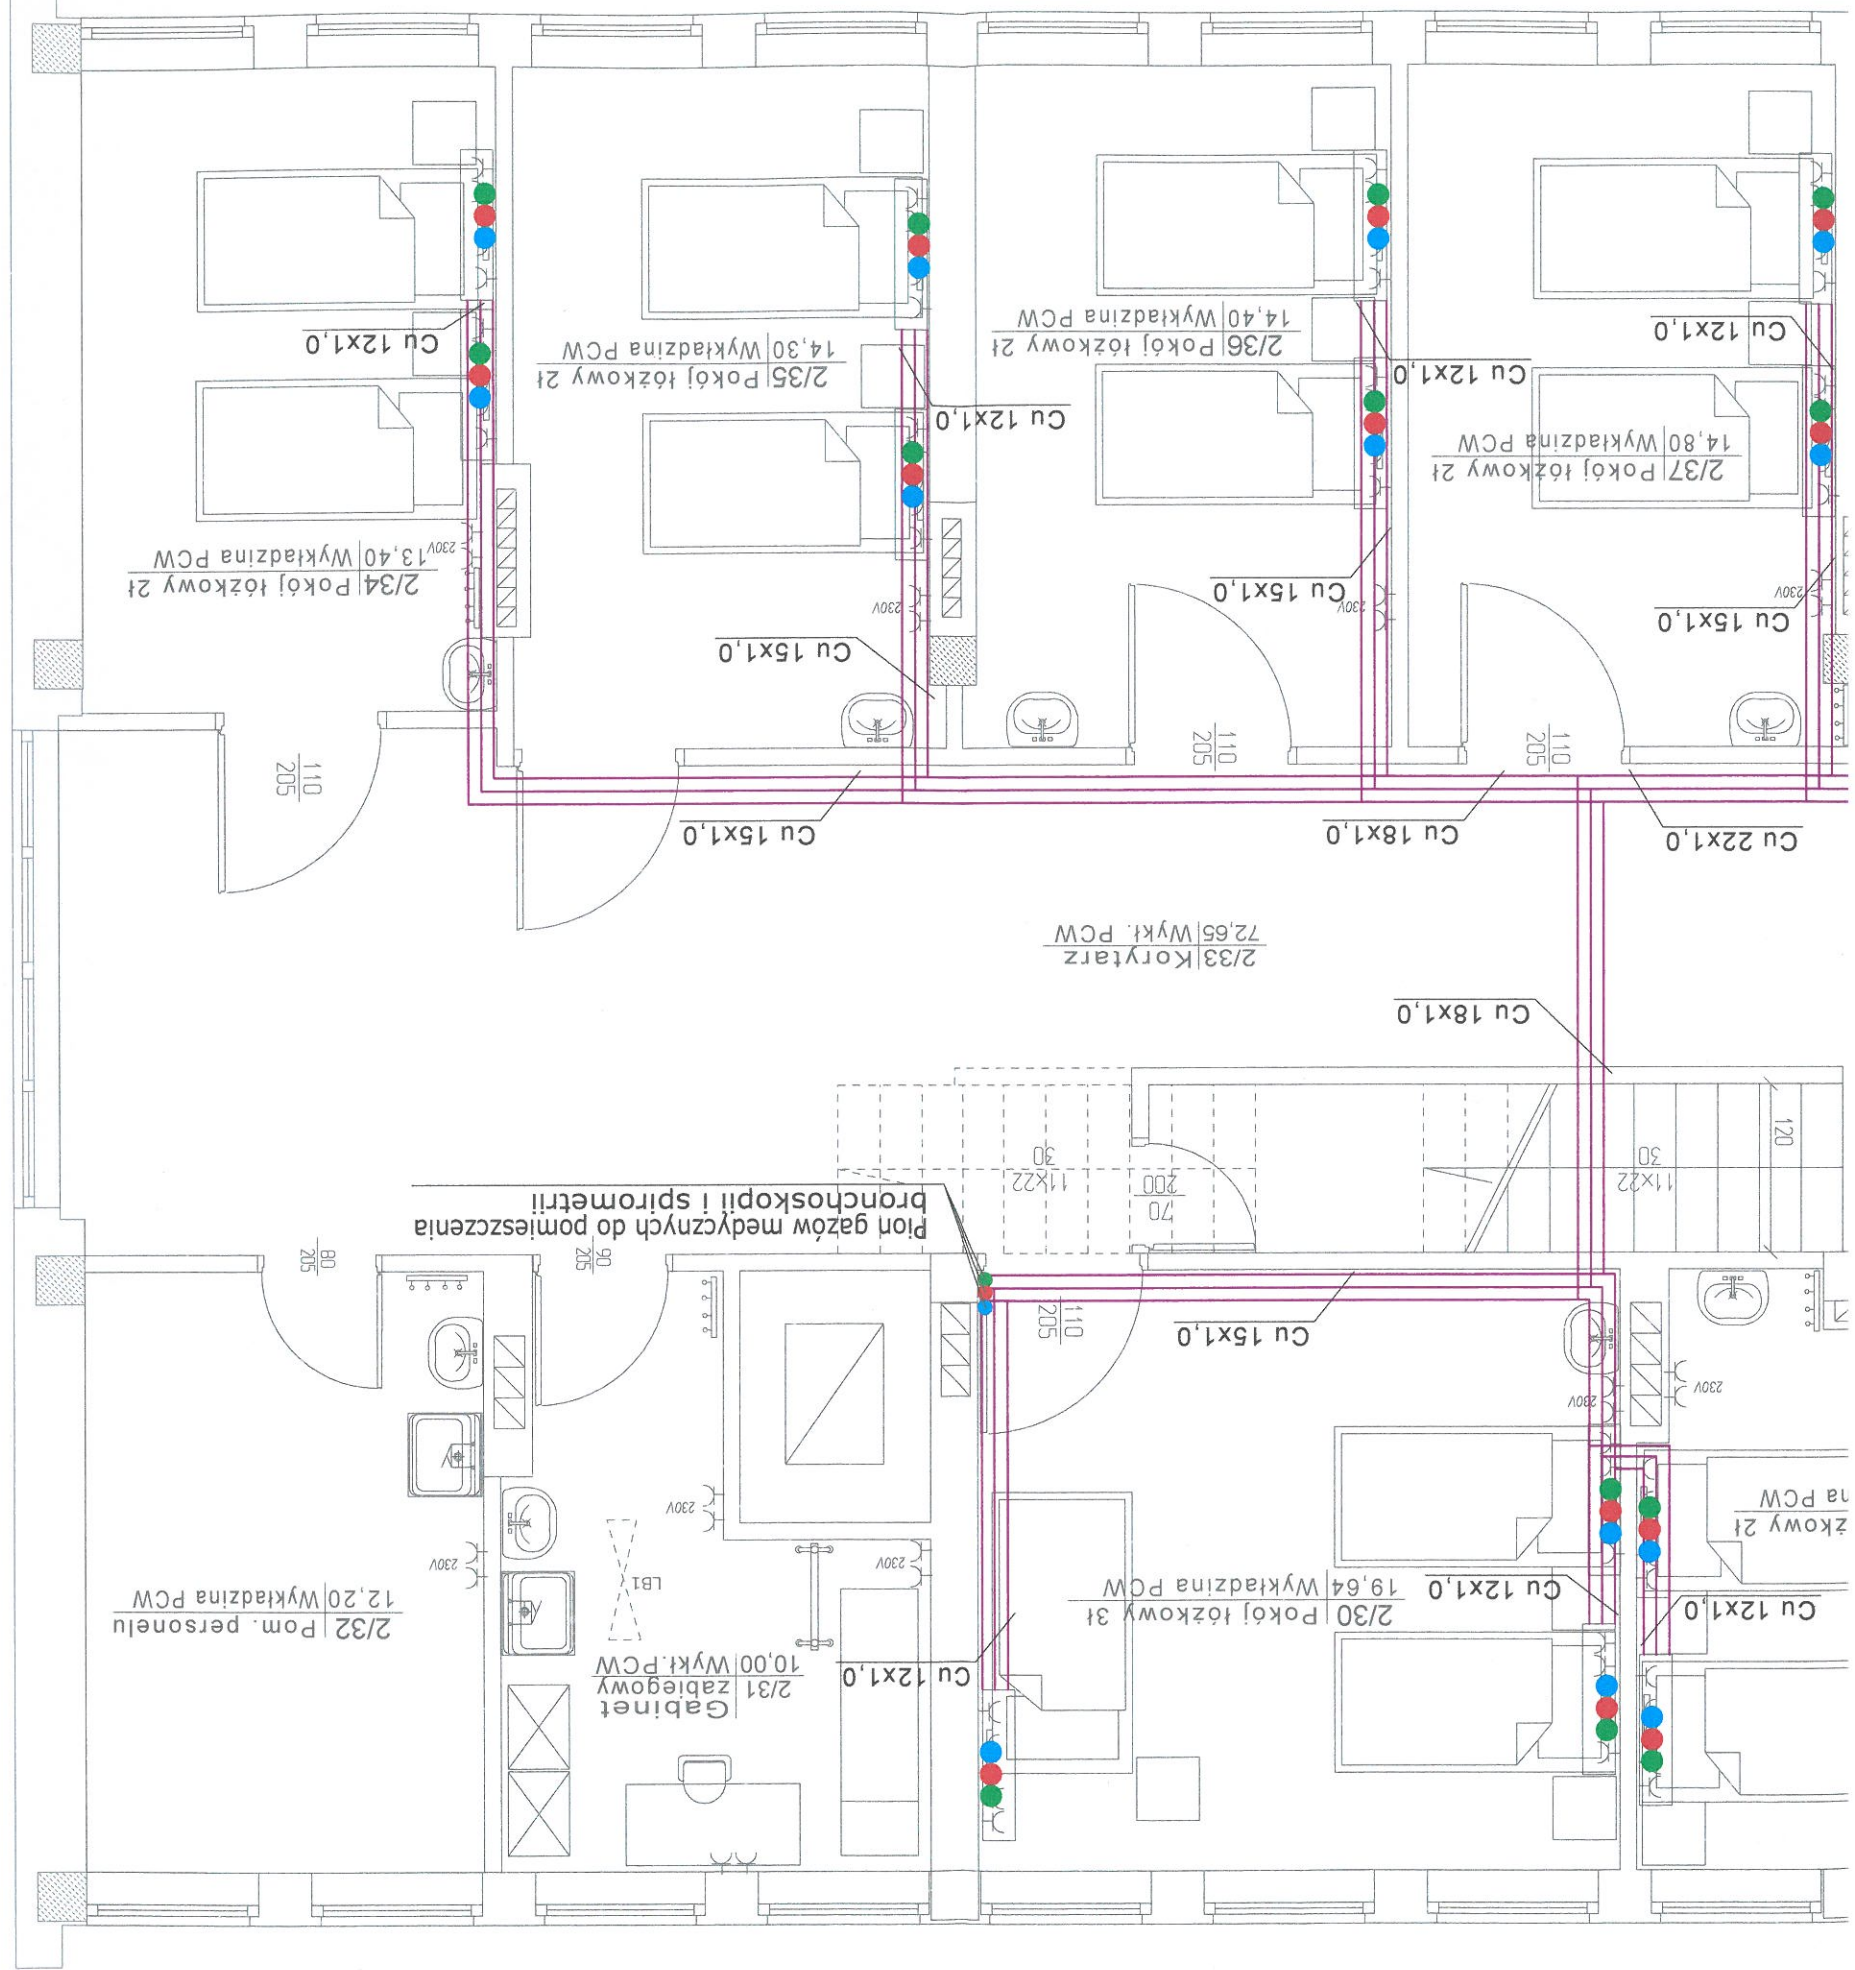 żkowy 2ł
na PCW
Cu 12x1,0
2/30 Pokój łóżkowy 3ł
19,64 Wykładzina PCW
Cu 12x1,0
Cu 12x1,0
Gabinet
2/31 zabiegowy
10,00 Wykł.PCW
LB1
2/32 Pom. personelu
12,20 Wykładzina PCW
230V
230V
230V
230V
230V
Cu 15x1,0
110
205
90
205
80
205
Pion gazów medycznych do pomieszczenia
bronchoskopii i spirometrii
11x22
30
70
200
11x22
30
120
Cu 18x1,0
2/33 Korytarz
72,65 Wykł. PCW
Cu 22x1,0
Cu 18x1,0
Cu 15x1,0
110
205
110
205
110
205
Cu 15x1,0
Cu 15x1,0
Cu 15x1,0
230V
230V
230V
230V
2/37 Pokój łóżkowy 2ł
14,80 Wykładzina PCW
2/36 Pokój łóżkowy 2ł
14,40 Wykładzina PCW
2/35 Pokój łóżkowy 2ł
14,30 Wykładzina PCW
2/34 Pokój łóżkowy 2ł
13,40 Wykładzina PCW
Cu 12x1,0
Cu 12x1,0
Cu 12x1,0
Cu 12x1,0